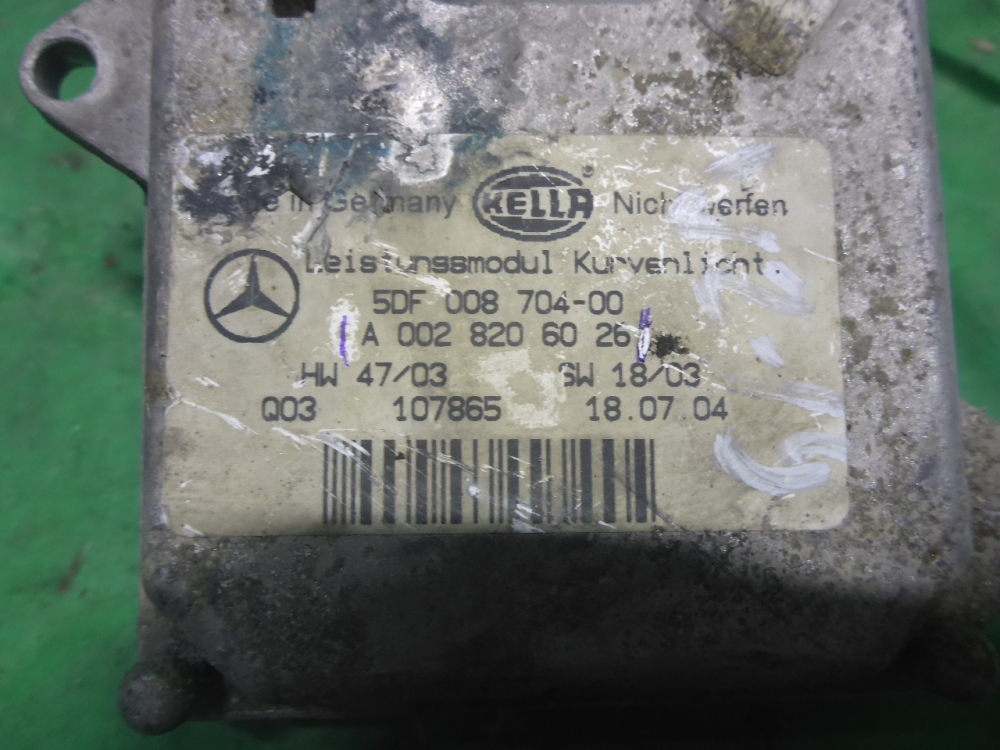 in Germany HELLA ® Nicht werfen
Leistungsmodul Kurvenlicht.
5DF 008 704-00
A 002 820 60 26
HW 47/03 SW 18/03
Q03 107865 18.07.04